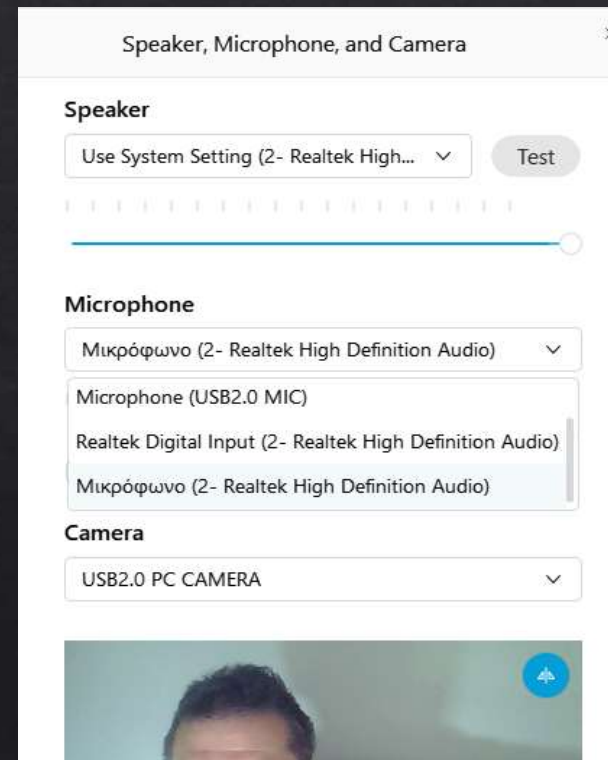 Speaker, Microphone, and Camera
Speaker
Use System Setting (2- Realtek High...
Test
Microphone
Μικρόφωνο (2- Realtek High Definition Audio)
Microphone (USB2.0 MIC)
Realtek Digital Input (2- Realtek High Definition Audio)
Μικρόφωνο (2- Realtek High Definition Audio)
Camera
USB2.0 PC CAMERA